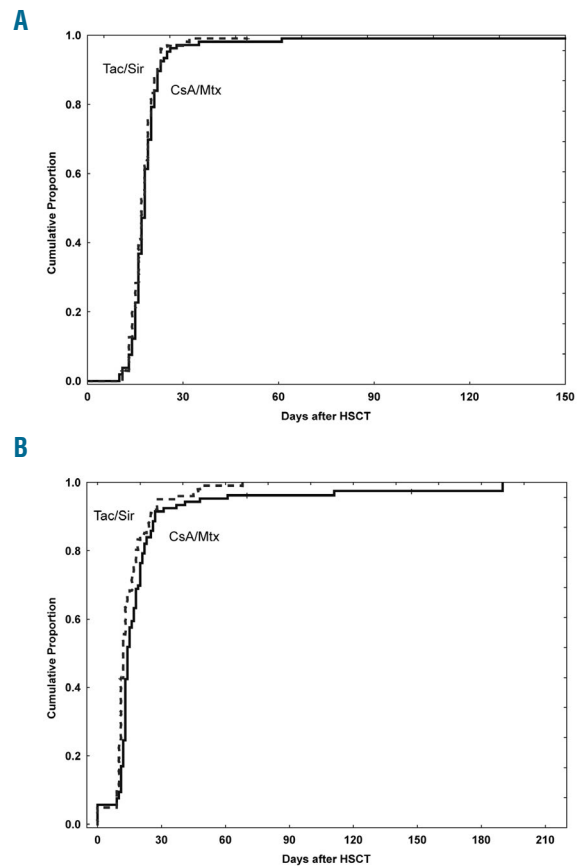 A
1.0
Tac/Sir
CsA/Mtx
0.8
0.6
0.4
0.2
0.0
Cumulative Proportion
0 30 60 90 120 150
Days after HSCT
B
1.0
Tac/Sir
CsA/Mtx
0.8
0.6
0.4
0.2
0.0
Cumulative Proportion
0 30 60 90 120 150 180 210
Days after HSCT